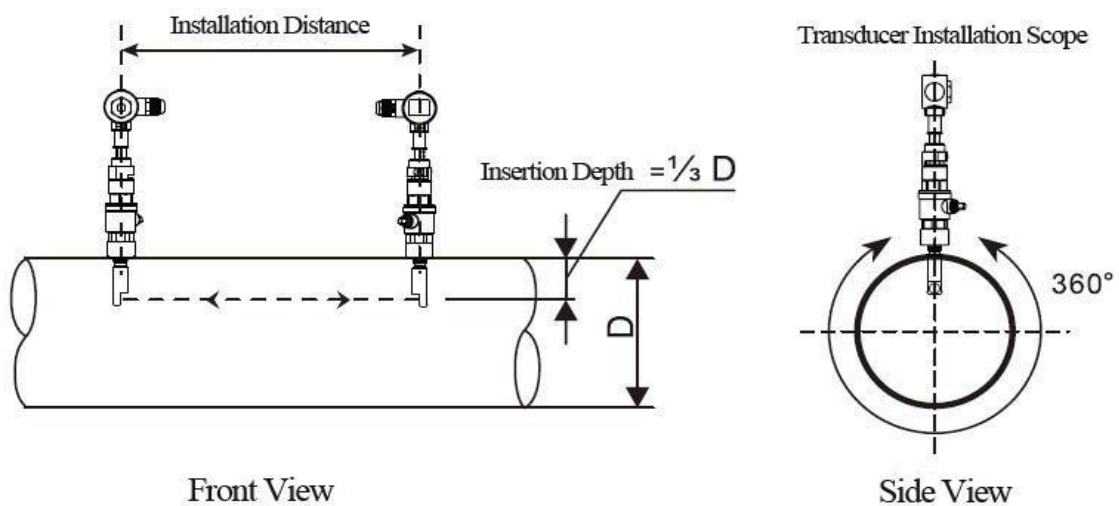 Installation Distance
Transducer Installation Scope
Insertion Depth =⅓ D
360°
D
Front View
Side View